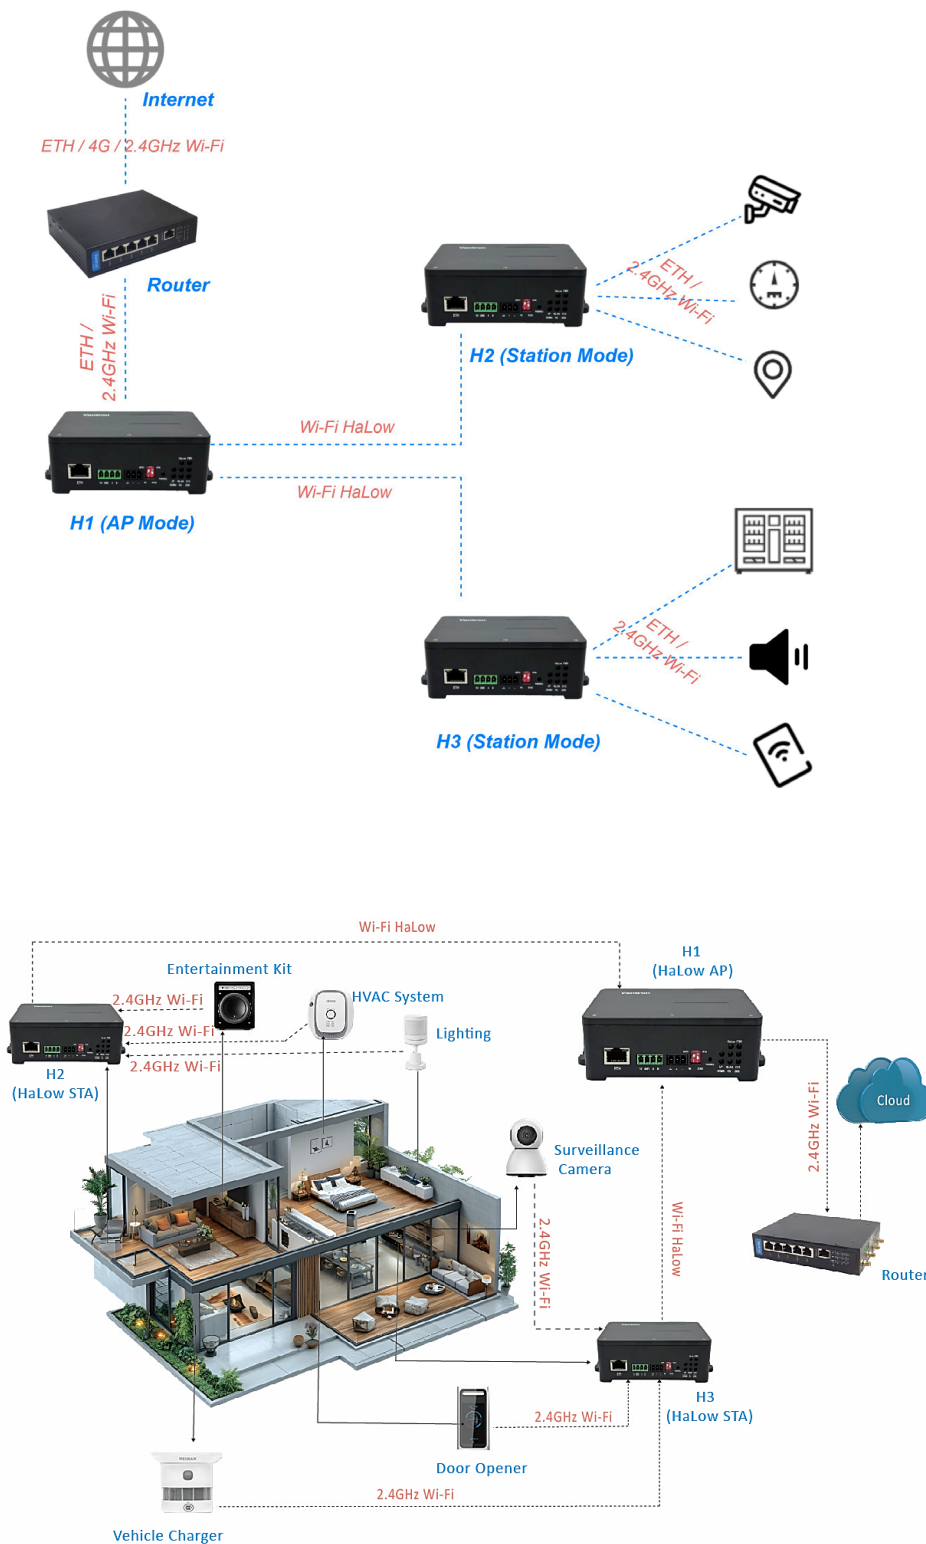 Internet
ETH / 4G / 2.4GHz Wi-Fi
Router
ETH /
2.4GHz Wi-Fi
H1 (AP Mode)
Wi-Fi HaLow
Wi-Fi HaLow
ETH
H2 (Station Mode)
ETH /
2.4GHz Wi-Fi
ETH
H3 (Station Mode)
ETH /
2.4GHz Wi-Fi
ETH
Wi-Fi HaLow
H1
(HaLow AP)
Entertainment Kit
2.4GHz Wi-Fi
HVAC System
2.4GHz Wi-Fi
Lighting
2.4GHz Wi-Fi
H2
(HaLow STA)
ETH
2.4GHz Wi-Fi
Cloud
Surveillance
Camera
2.4GHz Wi-Fi
Wi-Fi HaLow
Router
H3
(HaLow STA)
2.4GHz Wi-Fi
Door Opener
2.4GHz Wi-Fi
Vehicle Charger